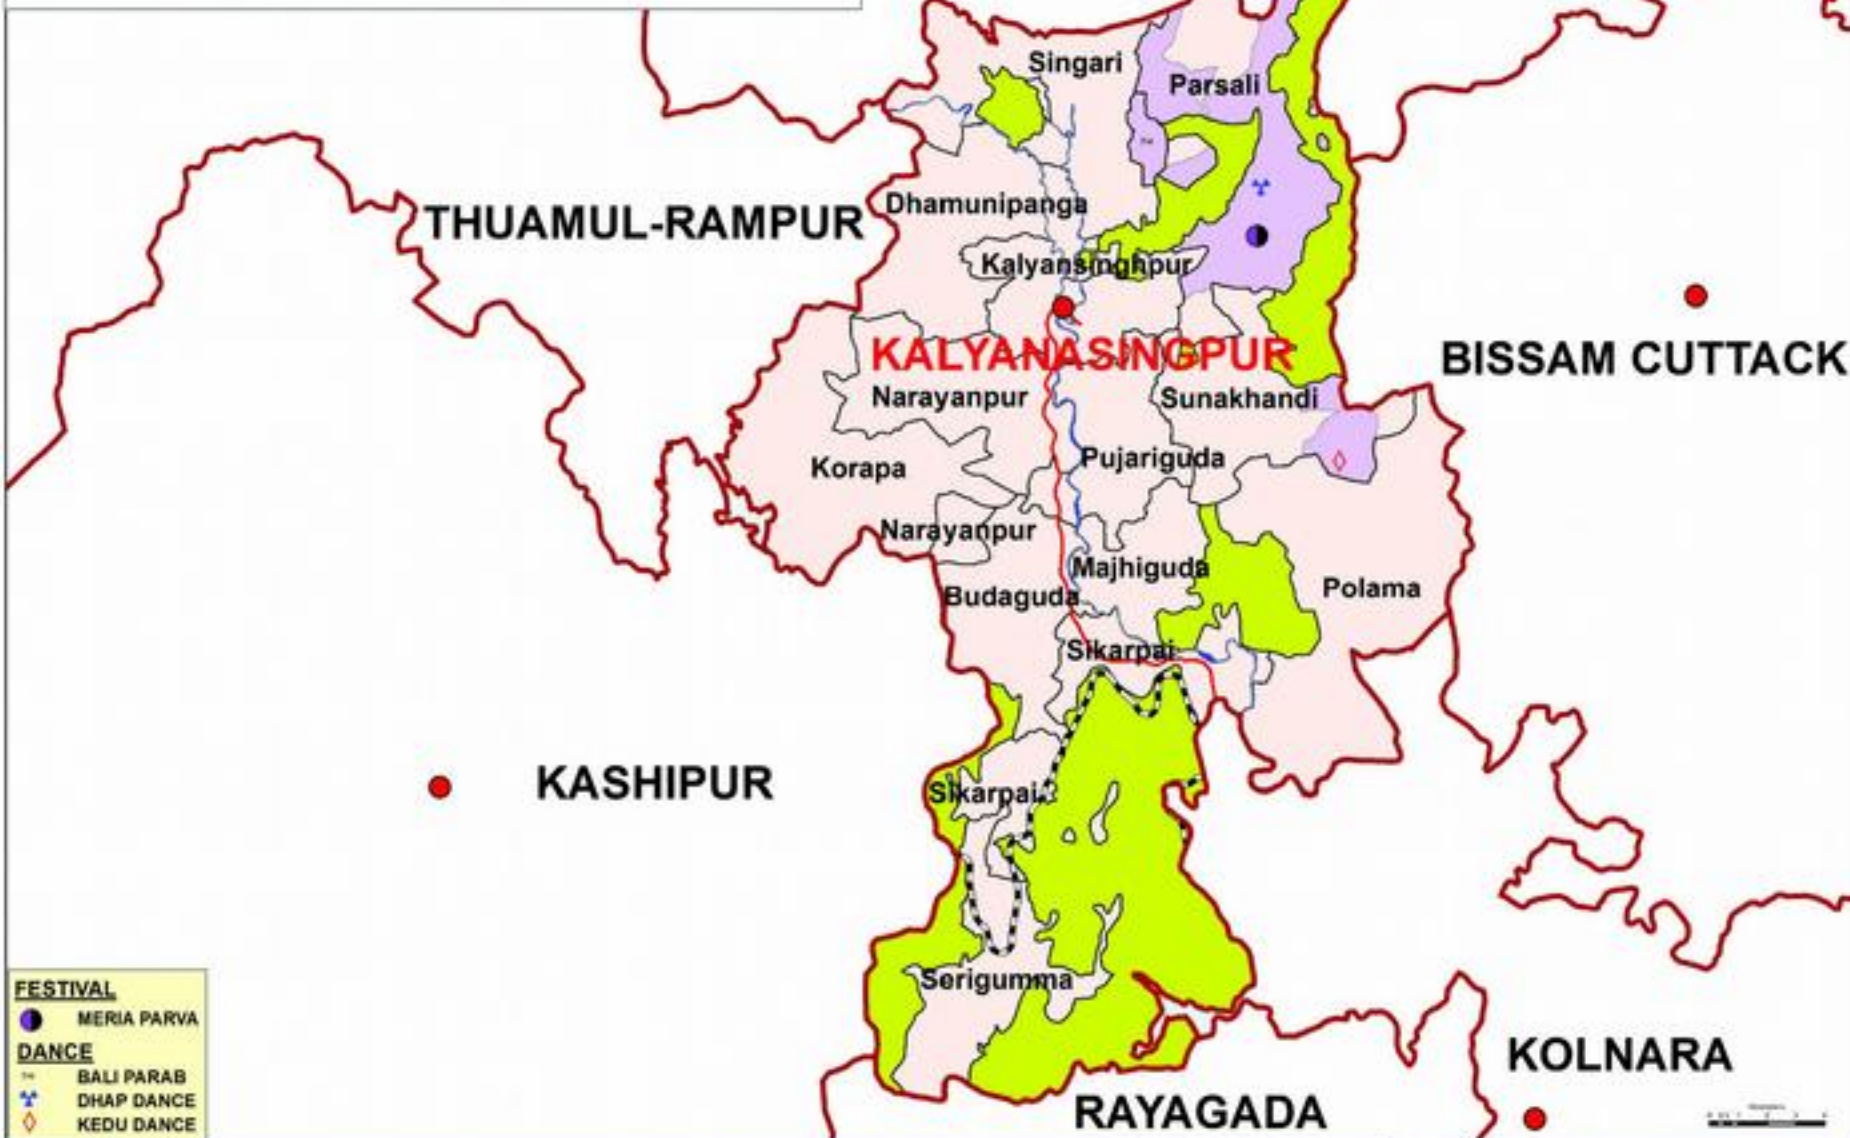 Singari
Parsali
THUAMUL-RAMPUR
Dhamunipanga
Kalyansinghpur
KALYANASINGPUR
BISSAM CUTTACK
Narayanpur
Sunakhandi
Korapa
Pujariguda
Narayanpur
Majhiguda
Budaguda
Polama
Sikarpai
KASHIPUR
Sikarpai
Serigumma
FESTIVAL
MERIA PARVA
DANCE
BALI PARAB
DHAP DANCE
KEDU DANCE
KOLNARA
RAYAGADA